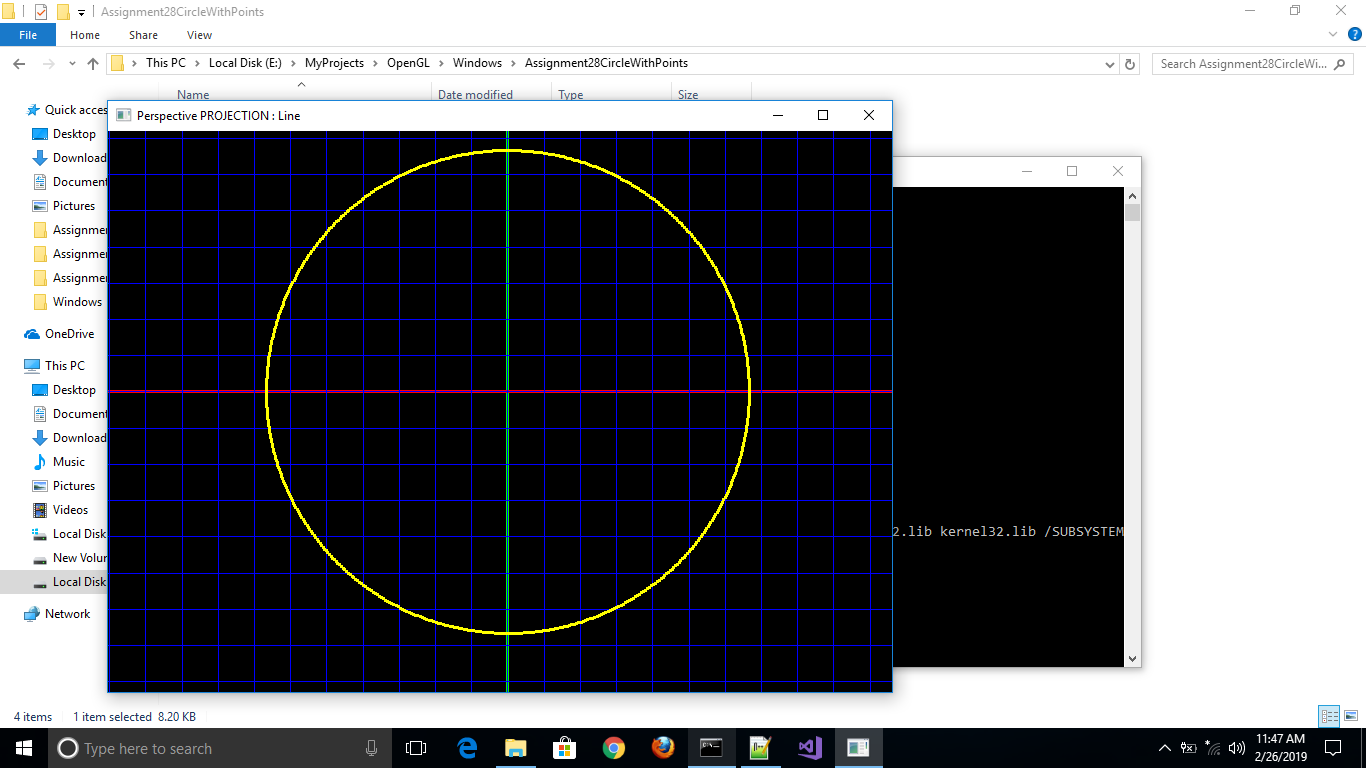 Assignment28CircleWithPoints
File Home Share View
This PC Local Disk (E:) MyProjects OpenGL Windows Assignment28CircleWithPoints
Search Assignment28CircleWi...
Name Date modified Type Size
Perspective PROJECTION : Line
Quick acces
Desktop
Download
Document
Pictures
Assignme
Assignme
Assignme
Windows
OneDrive
This PC
Desktop
Document
Download
Music
Pictures
Videos
Local Disk
New Volur
Local Disk
Network
2.lib kernel32.lib /SUBSYSTEM
4 items 1 item selected 8.20 KB
Type here to search
11:47 AM
2/26/2019